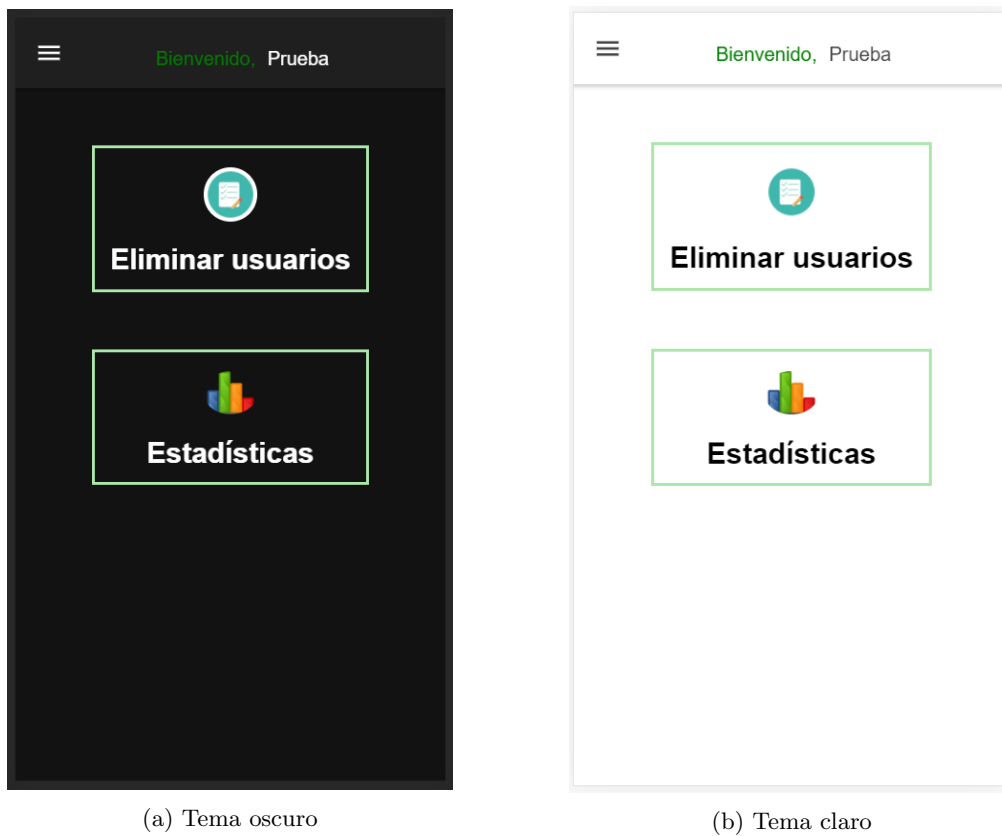 Bienvenido, Prueba
Eliminar usuarios
Estadísticas
(a) Tema oscuro
Bienvenido, Prueba
Eliminar usuarios
Estadísticas
(b) Tema claro